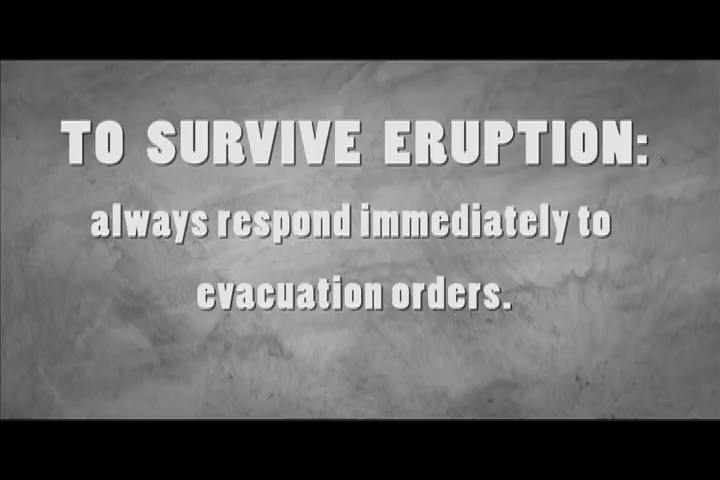 TO SURVIVE ERUPTION:
always respond immediately to
evacuation orders.